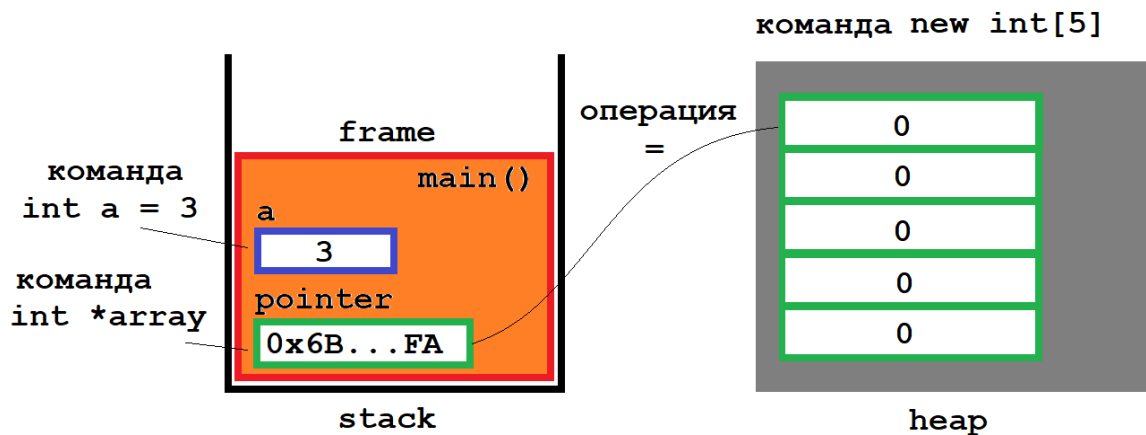 команда new int[5]
операция
=
frame
main()
команда
int a = 3
a
3
команда
int *array
pointer
0x6B...FA
0
0
0
0
0
stack
heap